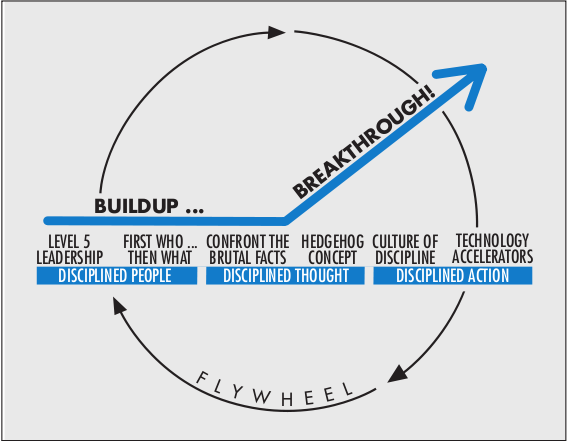 BREAKTHROUGH!
BUILDUP ...
LEVEL 5
LEADERSHIP
FIRST WHO ...
THEN WHAT
CONFRONT THE
BRUTAL FACTS
HEDGEHOG
CONCEPT
CULTURE OF
DISCIPLINE
TECHNOLOGY
ACCELERATORS
DISCIPLINED PEOPLE
DISCIPLINED THOUGHT
DISCIPLINED ACTION
FLYWHEEL